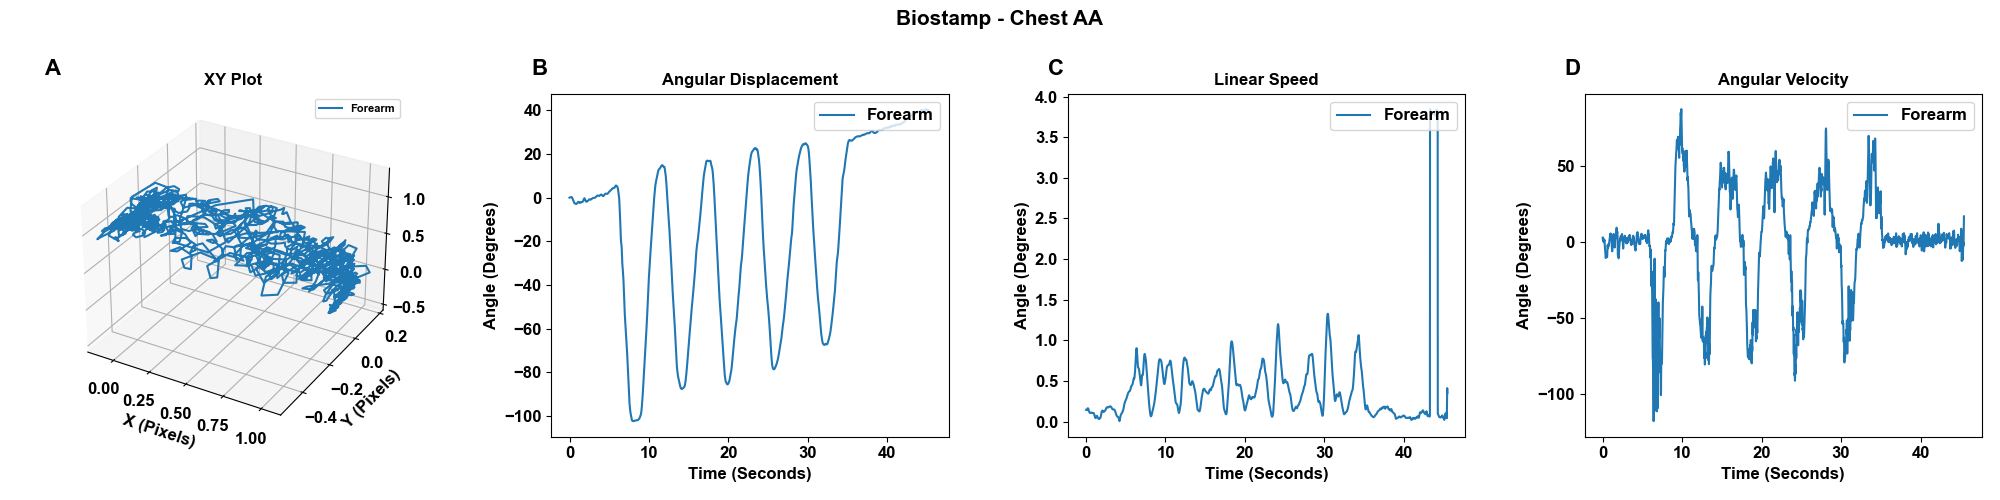 Biostamp - Chest AA
A
XY Plot
Forearm
1.0
0.5
0.0
−0.5
0.2
0.0
−0.2
−0.4
Y (Pixels)
0.00
0.25
0.50
0.75
1.00
X (Pixels)
B
Angular Displacement
Forearm
40
20
0
−20
−40
−60
−80
−100
Angle (Degrees)
0 10 20 30 40
Time (Seconds)
C
Linear Speed
Forearm
4.0
3.5
3.0
2.5
2.0
1.5
1.0
0.5
0.0
Angle (Degrees)
0 10 20 30 40
Time (Seconds)
D
Angular Velocity
Forearm
50
0
−50
−100
Angle (Degrees)
0 10 20 30 40
Time (Seconds)